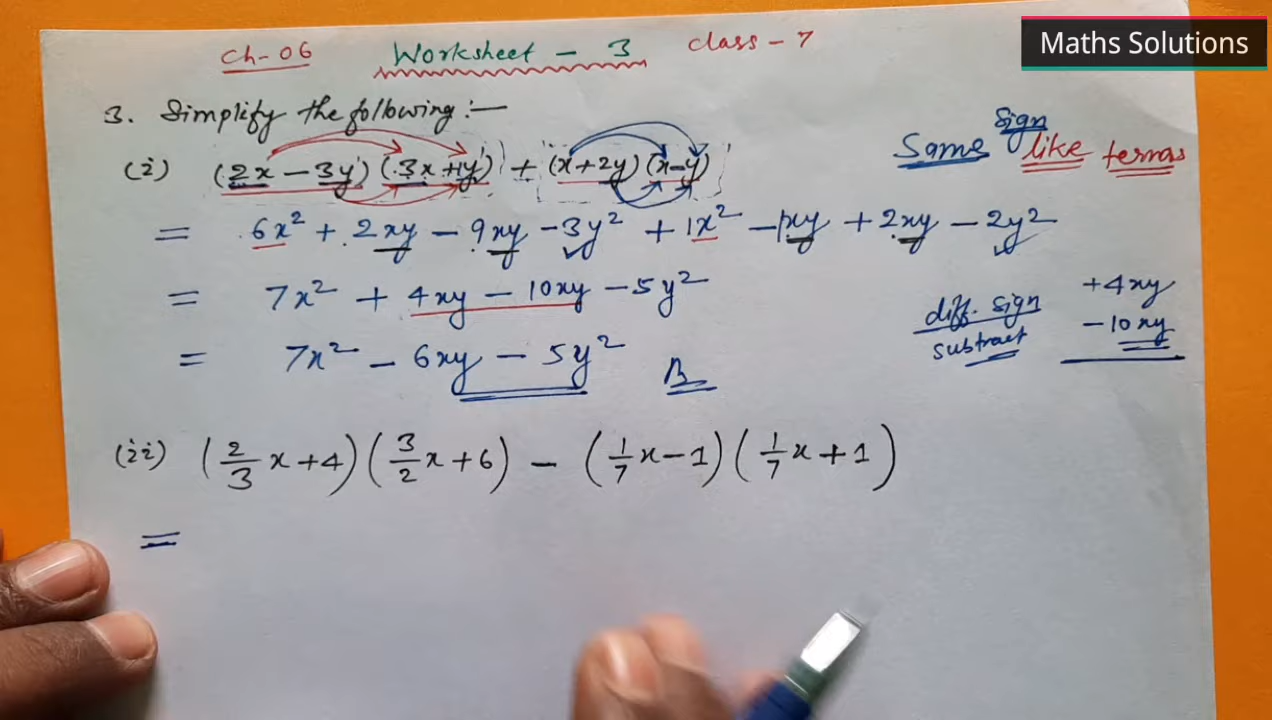 Maths Solutions
Ch-06 Worksheet - 3 class - 7
3. Simplify the following :—
(i) (2x - 3y) (3x + 1y) + (x + 2y) (x - y)
Same sign like terms
= 6x² + 2xy - 9xy - 3y² + 1x² - 1xy + 2xy - 2y²
= 7x² + 4xy - 10xy - 5y²
diff. sign
subtract
+4xy
-10xy
= 7x² - 6xy - 5y²
(ii) (2/3 x + 4) (3/2 x + 6) - (1/7 x - 1) (1/7 x + 1)
=